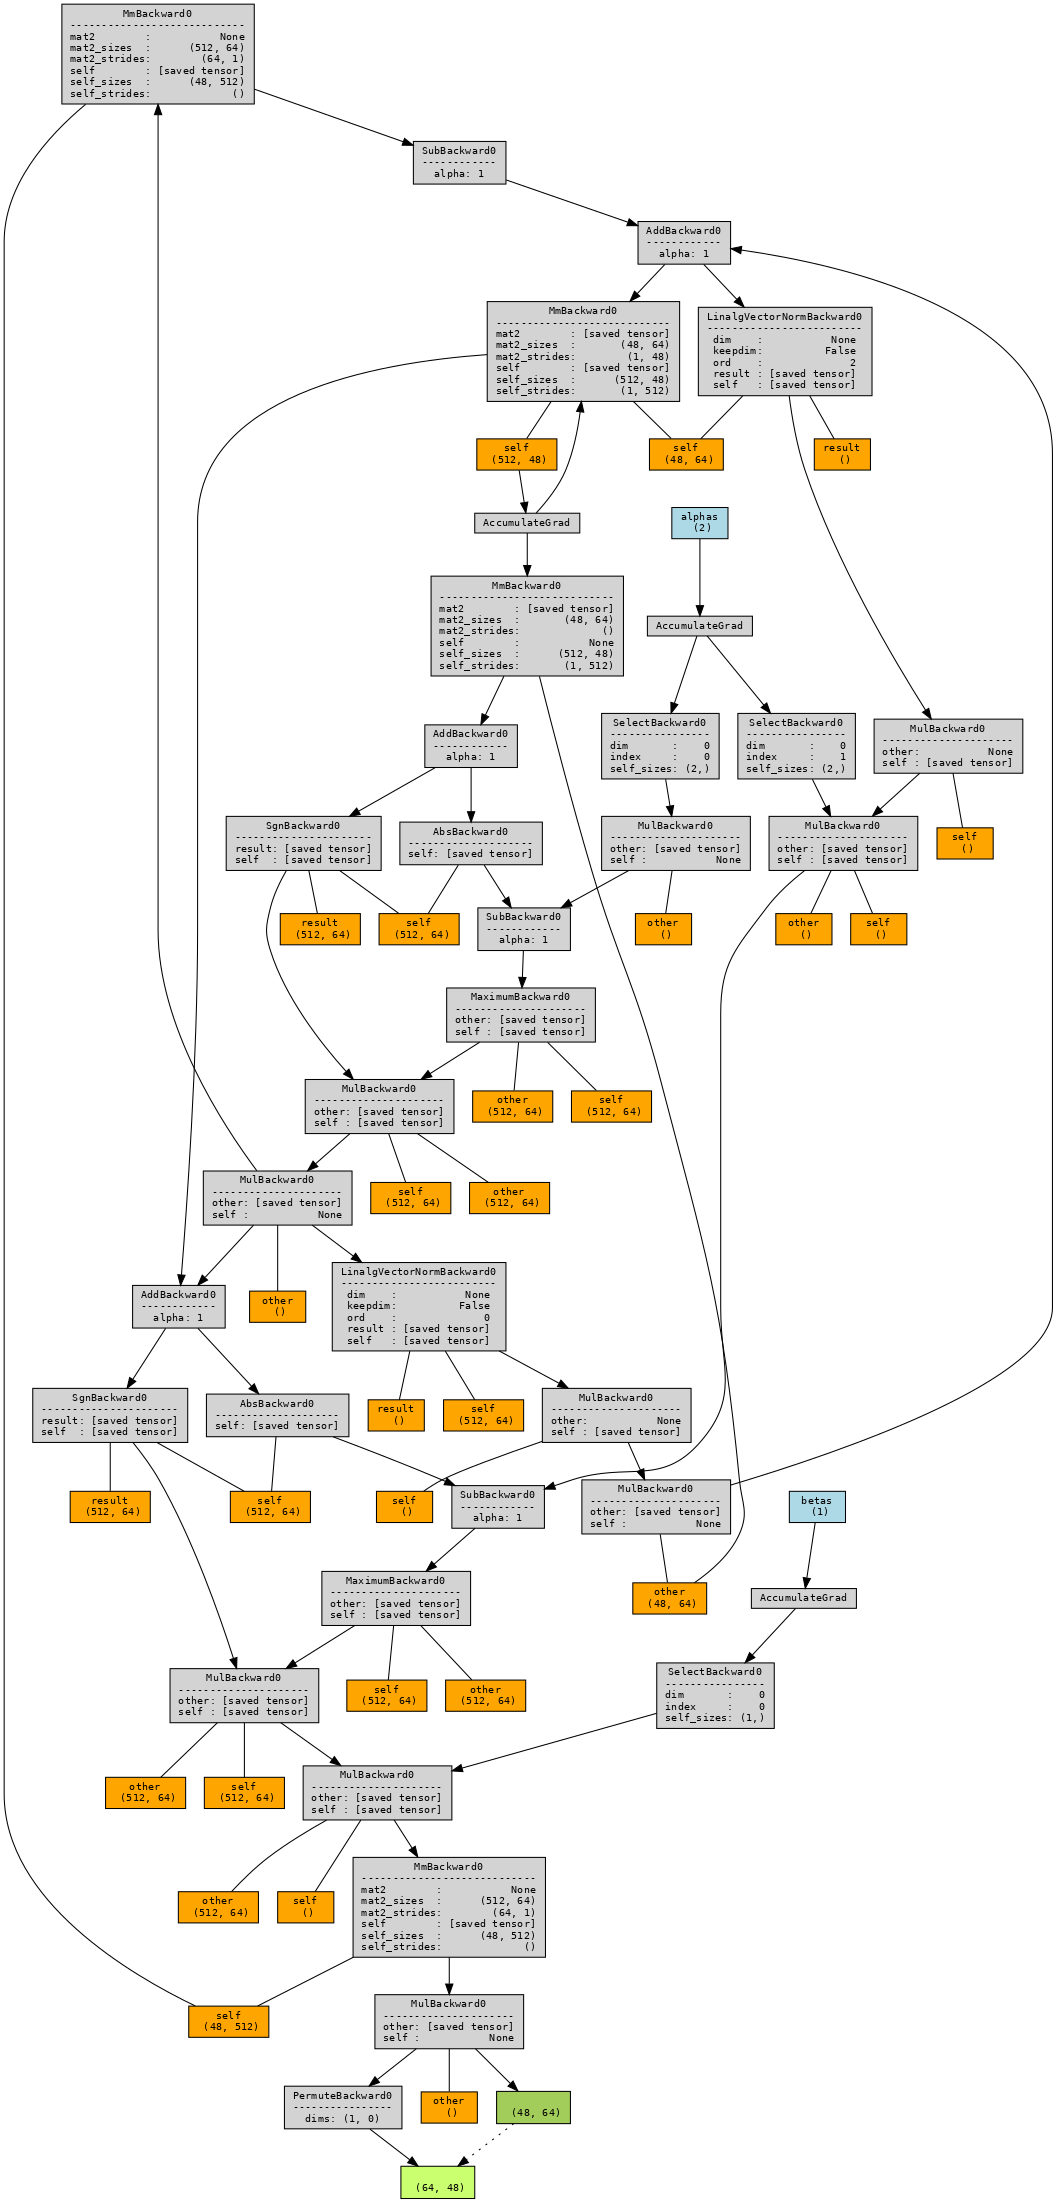 MmBackward0
----------------------------
mat2        :           None
mat2_sizes  :      (512, 64)
mat2_strides:        (64, 1)
self        : [saved tensor]
self_sizes  :      (48, 512)
self_strides:             ()
SubBackward0
------------
alpha: 1
AddBackward0
------------
alpha: 1
MmBackward0
----------------------------
mat2        : [saved tensor]
mat2_sizes  :       (48, 64)
mat2_strides:        (1, 48)
self        : [saved tensor]
self_sizes  :      (512, 48)
self_strides:       (1, 512)
LinalgVectorNormBackward0
-------------------------
dim    :           None
keepdim:          False
ord    :              2
result : [saved tensor]
self   : [saved tensor]
self
(512, 48)
self
(48, 64)
result
()
AccumulateGrad
alphas
(2)
MmBackward0
----------------------------
mat2        : [saved tensor]
mat2_sizes  :       (48, 64)
mat2_strides:             ()
self        :           None
self_sizes  :      (512, 48)
self_strides:       (1, 512)
AccumulateGrad
AddBackward0
------------
alpha: 1
SelectBackward0
----------------
dim       :    0
index     :    0
self_sizes: (2,)
SelectBackward0
----------------
dim       :    0
index     :    1
self_sizes: (2,)
MulBackward0
---------------------
other:           None
self : [saved tensor]
SgnBackward0
----------------------
result: [saved tensor]
self  : [saved tensor]
AbsBackward0
--------------------
self: [saved tensor]
MulBackward0
---------------------
other: [saved tensor]
self :           None
MulBackward0
---------------------
other: [saved tensor]
self : [saved tensor]
self
()
result
(512, 64)
self
(512, 64)
SubBackward0
------------
alpha: 1
other
()
other
()
self
()
MaximumBackward0
---------------------
other: [saved tensor]
self : [saved tensor]
MulBackward0
---------------------
other: [saved tensor]
self : [saved tensor]
other
(512, 64)
self
(512, 64)
MulBackward0
---------------------
other: [saved tensor]
self :           None
self
(512, 64)
other
(512, 64)
AddBackward0
------------
alpha: 1
other
()
LinalgVectorNormBackward0
-------------------------
dim    :           None
keepdim:          False
ord    :              0
result : [saved tensor]
self   : [saved tensor]
SgnBackward0
----------------------
result: [saved tensor]
self  : [saved tensor]
AbsBackward0
--------------------
self: [saved tensor]
result
()
self
(512, 64)
MulBackward0
---------------------
other:           None
self : [saved tensor]
result
(512, 64)
self
(512, 64)
self
()
SubBackward0
------------
alpha: 1
MulBackward0
---------------------
other: [saved tensor]
self :           None
betas
(1)
MaximumBackward0
---------------------
other: [saved tensor]
self : [saved tensor]
other
(48, 64)
AccumulateGrad
MulBackward0
---------------------
other: [saved tensor]
self : [saved tensor]
self
(512, 64)
other
(512, 64)
SelectBackward0
----------------
dim       :    0
index     :    0
self_sizes: (1,)
other
(512, 64)
self
(512, 64)
MulBackward0
---------------------
other: [saved tensor]
self : [saved tensor]
other
(512, 64)
self
()
MmBackward0
----------------------------
mat2        :           None
mat2_sizes  :      (512, 64)
mat2_strides:        (64, 1)
self        : [saved tensor]
self_sizes  :      (48, 512)
self_strides:             ()
self
(48, 512)
MulBackward0
---------------------
other: [saved tensor]
self :           None
PermuteBackward0
----------------
dims: (1, 0)
other
()
(48, 64)
(64, 48)